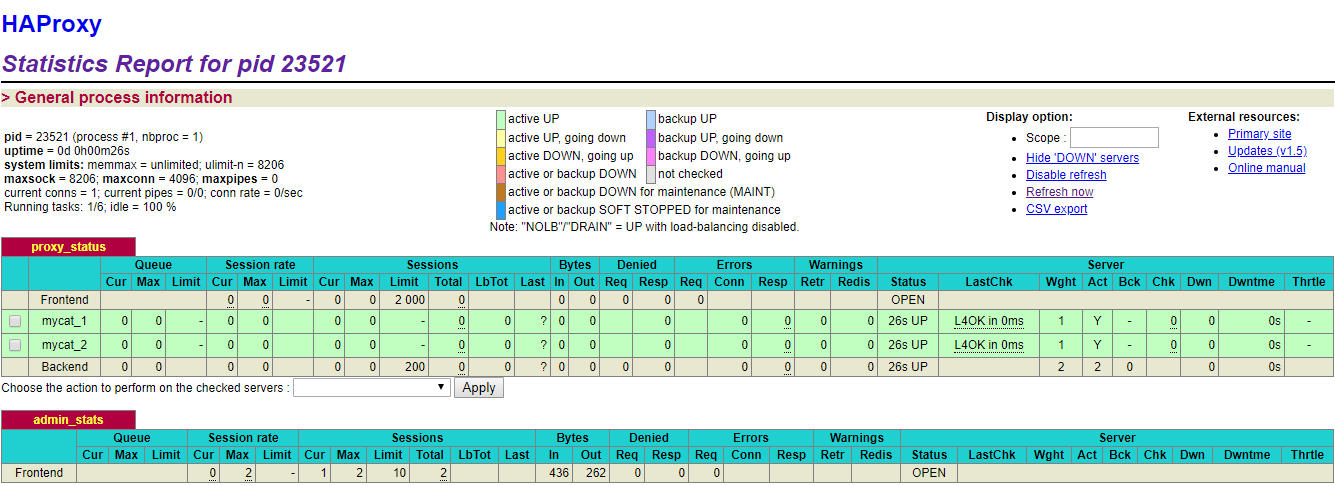 HAProxy
Statistics Report for pid 23521
> General process information
pid = 23521 (process #1, nbproc = 1)
uptime = 0d 0h00m26s
system limits: memmax = unlimited; ulimit-n = 8206
maxsock = 8206; maxconn = 4096; maxpipes = 0
current conns = 1; current pipes = 0/0; conn rate = 0/sec
Running tasks: 1/6; idle = 100 %
active UP backup UP
active UP, going down backup UP, going down
active DOWN, going up backup DOWN, going up
active or backup DOWN not checked
active or backup DOWN for maintenance (MAINT)
active or backup SOFT STOPPED for maintenance
Note: "NOLB"/"DRAIN" = UP with load-balancing disabled.
Display option:
• Scope :
• Hide 'DOWN' servers
• Disable refresh
• Refresh now
• CSV export
External resources:
• Primary site
• Updates (v1.5)
• Online manual
proxy_status
Queue Session rate Sessions Bytes Denied Errors Warnings Server
Cur Max Limit Cur Max Limit Cur Max Limit Total LbTot Last In Out Req Resp Req Conn Resp Retr Redis Status LastChk Wght Act Bck Chk Dwn Dwntme Thrtle
Frontend 0 0 - 0 0 2 000 0 0 0 0 0 0 OPEN
mycat_1 0 0 - 0 0 0 0 - 0 0 ? 0 0 0 0 0 0 0 26s UP L4OK in 0ms 1 Y - 0 0 0s -
mycat_2 0 0 - 0 0 0 0 - 0 0 ? 0 0 0 0 0 0 0 26s UP L4OK in 0ms 1 Y - 0 0 0s -
Backend 0 0 0 0 0 0 200 0 0 ? 0 0 0 0 0 0 0 0 26s UP 2 2 0 0 0s
Choose the action to perform on the checked servers : Apply
admin_stats
Queue Session rate Sessions Bytes Denied Errors Warnings Server
Cur Max Limit Cur Max Limit Cur Max Limit Total LbTot Last In Out Req Resp Req Conn Resp Retr Redis Status LastChk Wght Act Bck Chk Dwn Dwntme Thrtle
Frontend 0 2 - 1 2 10 2 436 262 0 0 0 OPEN